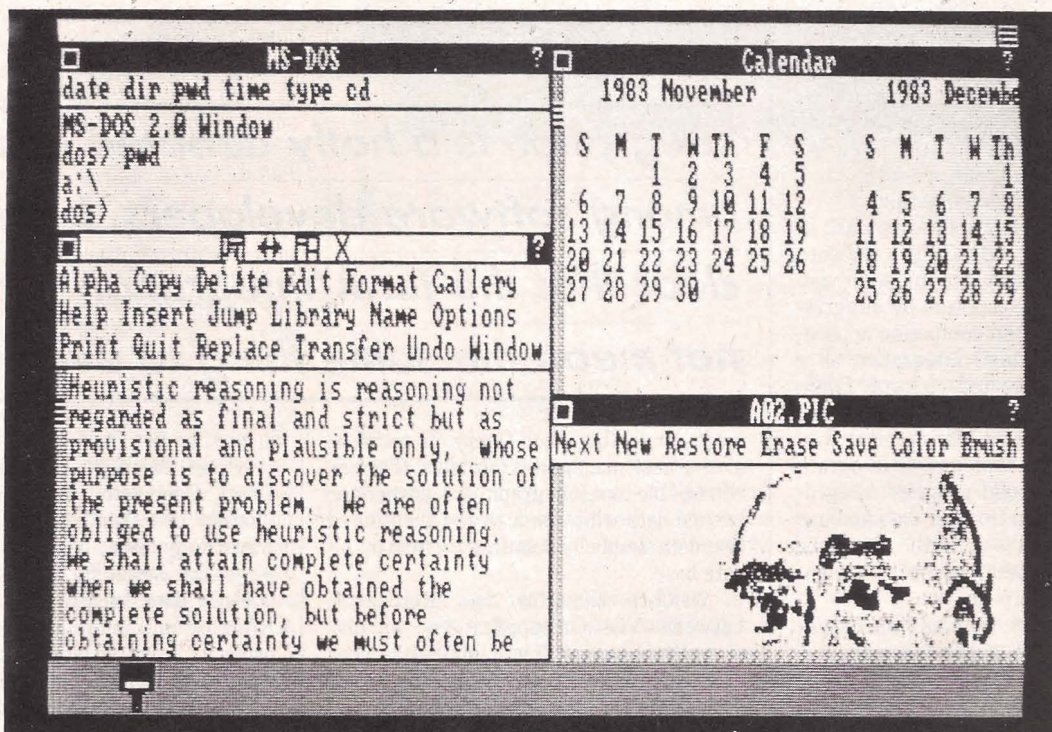 MS-DOS ?
date dir pwd time type cd
MS-DOS 2.0 Window
dos> pwd
a:\
dos>
X ?
Alpha Copy Delete Edit Format Gallery
Help Insert Jump Library Name Options
Print Quit Replace Transfer Undo Window
Heuristic reasoning is reasoning not
regarded as final and strict but as
provisional and plausible only, whose
purpose is to discover the solution of
the present problem. We are often
obliged to use heuristic reasoning.
We shall attain complete certainty
when we shall have obtained the
complete solution, but before
obtaining certainty we must often be
Calendar ?
1983 November 1983 Decembe
S M T W Th F S S M T W Th
1 2 3 4 5 1
6 7 8 9 10 11 12 4 5 6 7 8
13 14 15 16 17 18 19 11 12 13 14 15
20 21 22 23 24 25 26 18 19 20 21 22
27 28 29 30 25 26 27 28 29
A02.PIC ?
Next New Restore Erase Save Color Brush